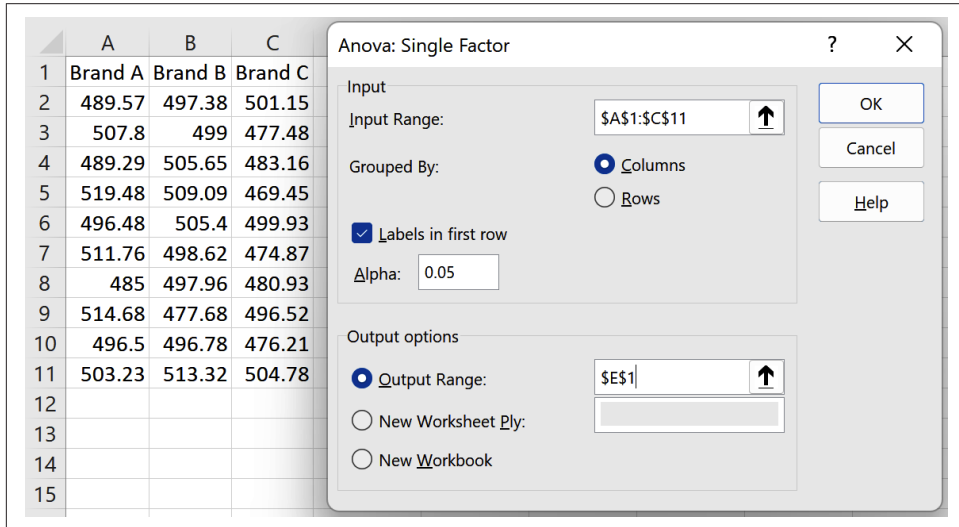 A B C
1 Brand A Brand B Brand C
2 489.57 497.38 501.15
3 507.8 499 477.48
4 489.29 505.65 483.16
5 519.48 509.09 469.45
6 496.48 505.4 499.93
7 511.76 498.62 474.87
8 485 497.96 480.93
9 514.68 477.68 496.52
10 496.5 496.78 476.21
11 503.23 513.32 504.78
12
13
14
15
Anova: Single Factor ?
Input
Input Range: $A$1:$C$11
Grouped By: Columns
Rows
Labels in first row
Alpha: 0.05
OK
Cancel
Help
Output options
Output Range: $E$1
New Worksheet Ply:
New Workbook